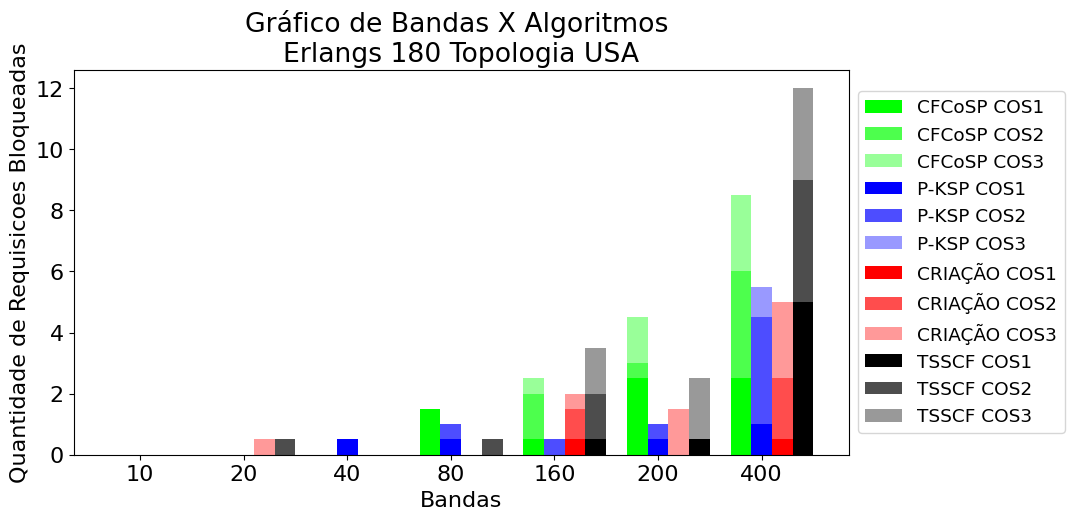 Gráfico de Bandas X Algoritmos
Erlangs 180 Topologia USA
Quantidade de Requisicoes Bloqueadas
12
10
8
6
4
2
0
10 20 40 80 160 200 400
Bandas
CFCoSP COS1
CFCoSP COS2
CFCoSP COS3
P-KSP COS1
P-KSP COS2
P-KSP COS3
CRIAÇÃO COS1
CRIAÇÃO COS2
CRIAÇÃO COS3
TSSCF COS1
TSSCF COS2
TSSCF COS3